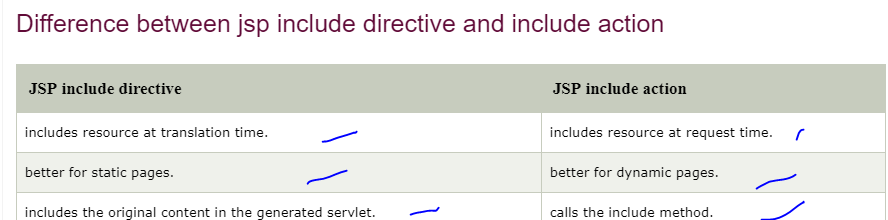 Difference between jsp include directive and include action
JSP include directive JSP include action
includes resource at translation time. includes resource at request time.
better for static pages. better for dynamic pages.
includes the original content in the generated servlet. calls the include method.